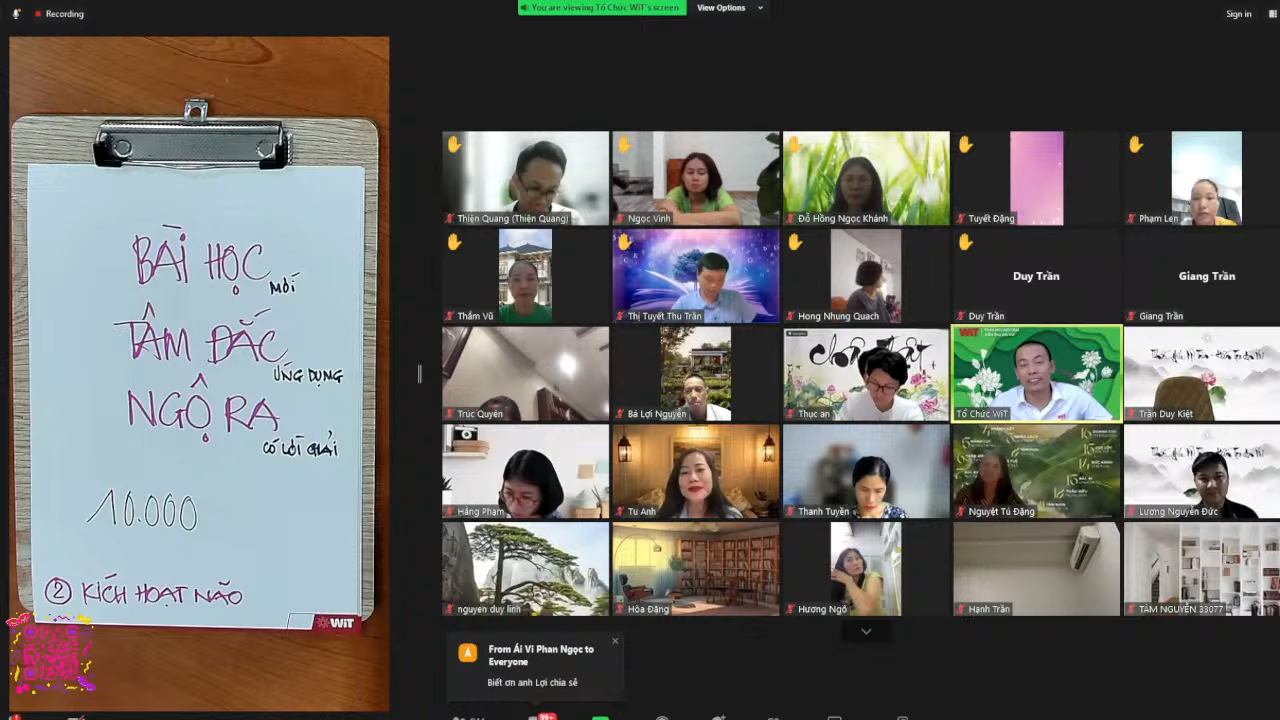 Recording
You are viewing Tổ Chức WiT's screen
View Options
Sign in
BÀI HỌC
MỚI
TÂM ĐẮC
ỨNG DỤNG
NGỘ RA
CÓ LỜI GIẢI
10.000
② KÍCH HOẠT NÃO
WiT
Thiện Quang (Thiện Quang)
Ngọc Vinh
Đỗ Hồng Ngọc Khánh
Tuyết Đặng
Phạm Len
Thắm Vũ
Thị Tuyết Thu Trần
Hong Nhung Quach
Duy Trần
Duy Trần
Giang Trần
Giang Trần
Trúc Quyên
Bá Lợi Nguyễn
Thục an
WiT
Tổ Chức WiT
Trần Duy Kiệt
Hằng Phạm
Tu Anh
Thanh Tuyền
Nguyệt Tú Đặng
Lương Nguyễn Đức
nguyen duy linh
Hòa Đặng
Hương Ngô
Hạnh Trần
TÂM NGUYỄN 33077
A
From Ái Vi Phan Ngọc to
Everyone
Biết ơn anh Lợi chia sẻ
99+